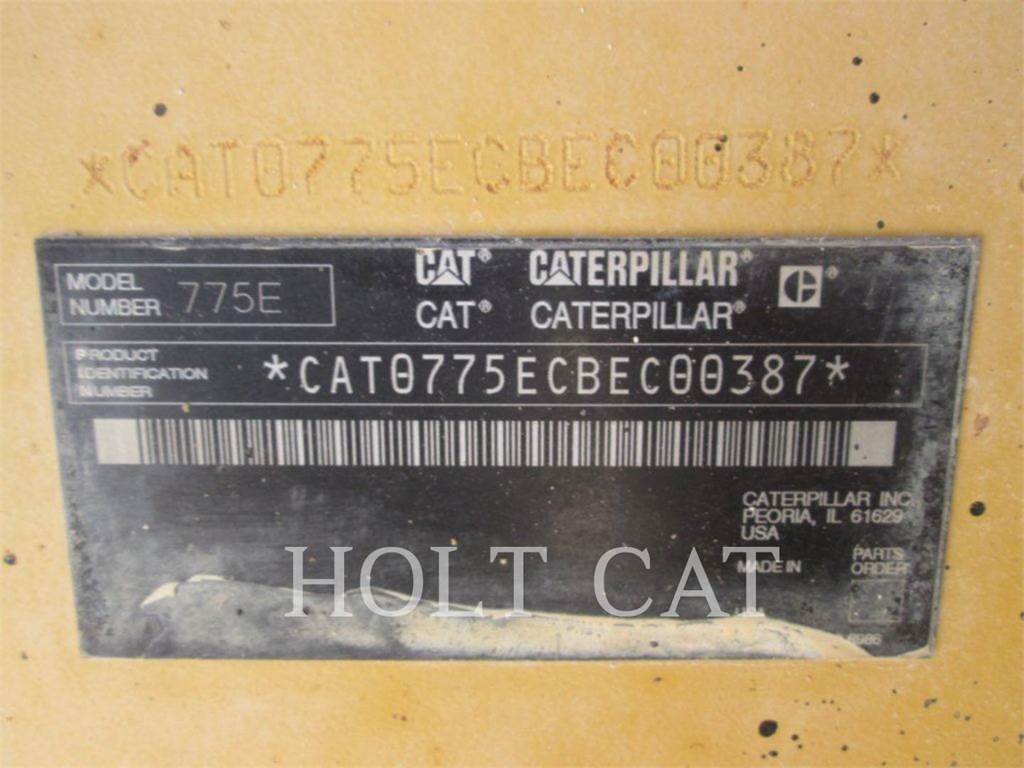 *CAT0775ECBEC00387*
MODEL NUMBER 775E
CAT® CATERPILLAR® ®
CAT® CATERPILLAR®
PRODUCT IDENTIFICATION NUMBER *CAT0775ECBEC00387*
CATERPILLAR INC.
PEORIA, IL 61629
USA
MADE IN
PARTS ORDER
HOLT CAT